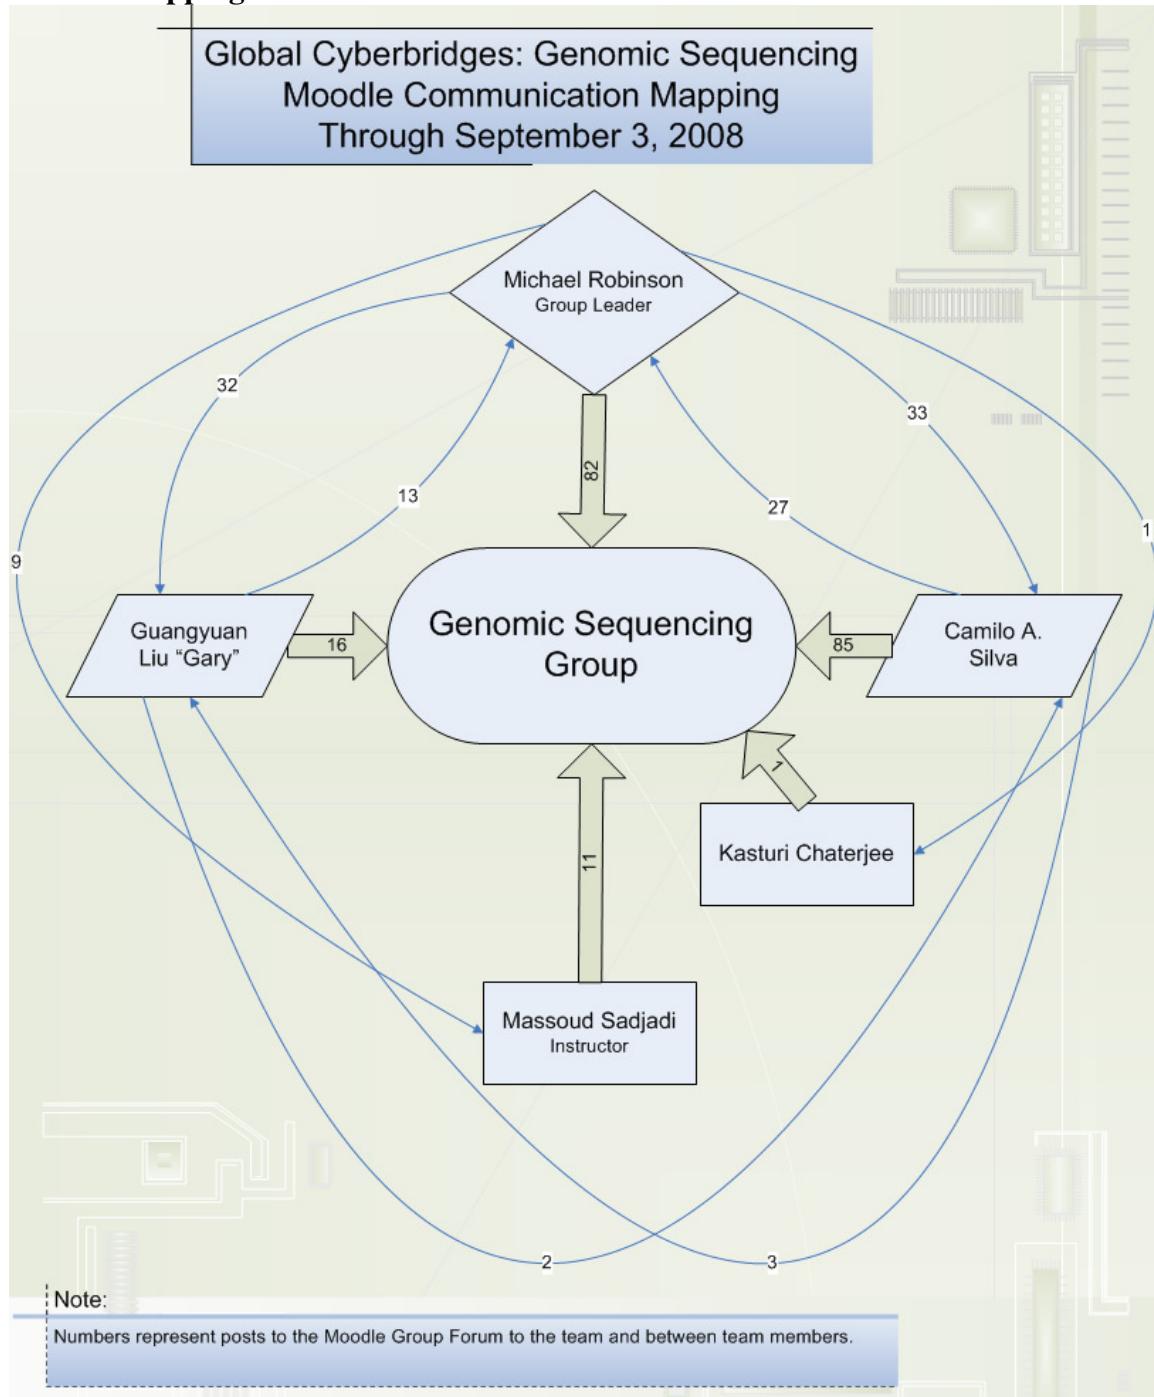 Global Cyberbridges: Genomic Sequencing
Moodle Communication Mapping
Through September 3, 2008
Michael Robinson
Group Leader
32
33
82
13
27
1
9
Guangyuan
Liu "Gary"
16
Genomic Sequencing
Group
85
Camilo A.
Silva
1
Kasturi Chaterjee
11
Massoud Sadjadi
Instructor
2
3
Note:
Numbers represent posts to the Moodle Group Forum to the team and between team members.